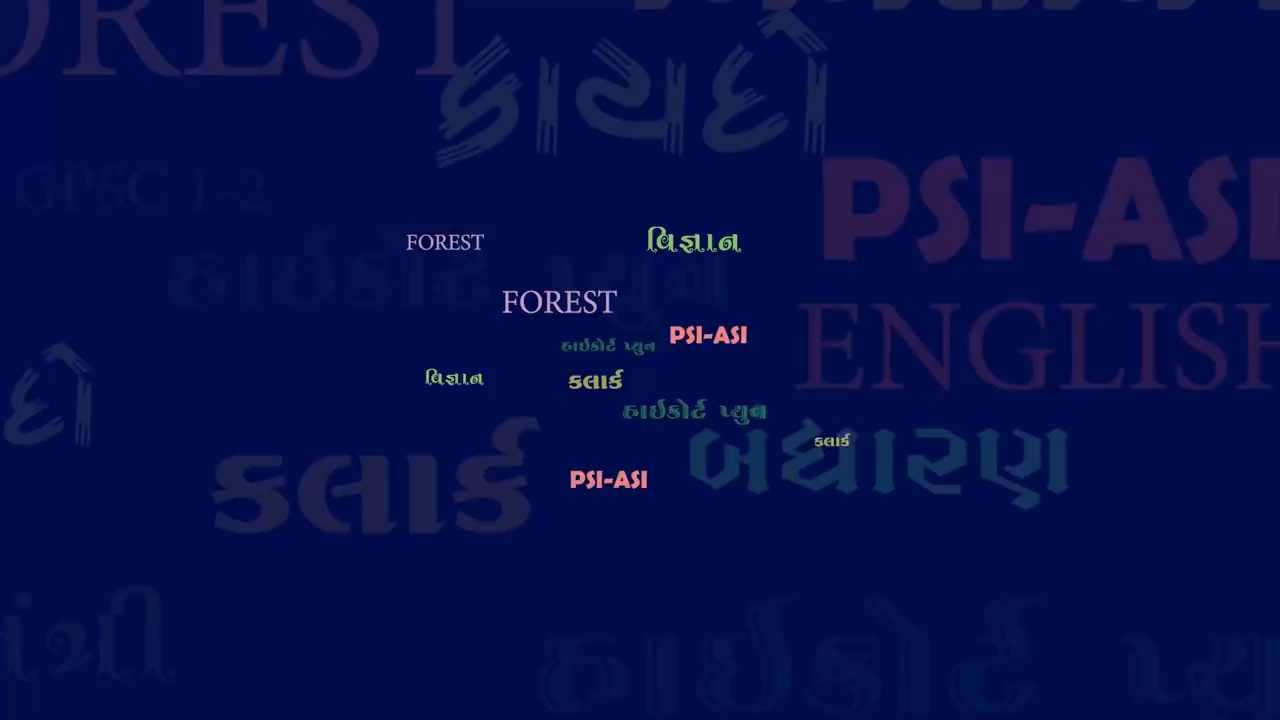 કાયદો
PSI-ASI
GPSC 1-2
FOREST
વિજ્ઞાન
હાઈકોર્ટ પ્યુન
FOREST
ENGLISH
PSI-ASI
હાઈકોર્ટ પ્યુન
વિજ્ઞાન
કલાર્ક
હાઈકોર્ટ પ્યુન
કલાર્ક
બંધારણ
કલાર્ક
PSI-ASI
હાઈકોર્ટ